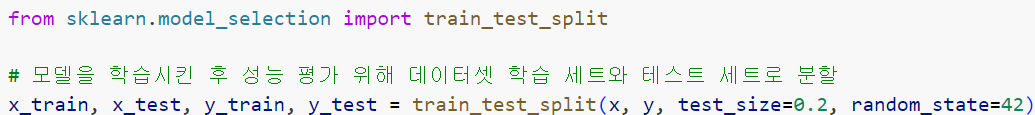 from sklearn.model_selection import train_test_split
# 모델을 학습시킨 후 성능 평가 위해 데이터셋 학습 세트와 테스트 세트로 분할
x_train, x_test, y_train, y_test = train_test_split(x, y, test_size=0.2, random_state=42)